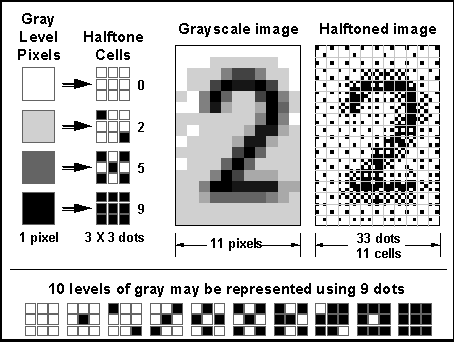 Gray
Level
Pixels
Halftone
Cells
Grayscale image
Halftoned image
0
2
5
9
1 pixel
3 X 3 dots
11 pixels
33 dots
11 cells
10 levels of gray may be represented using 9 dots